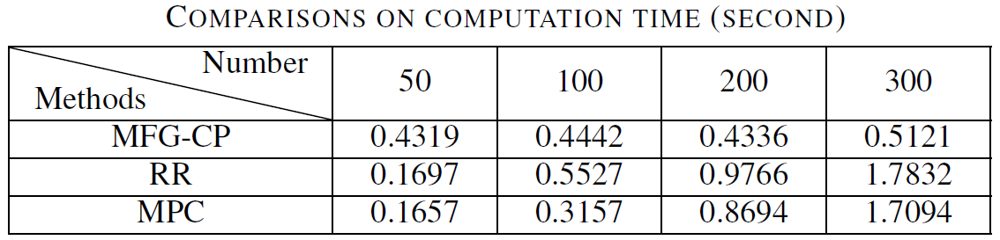 COMPARISONS ON COMPUTATION TIME (SECOND)
Number
Methods
50 100 200 300
MFG-CP 0.4319 0.4442 0.4336 0.5121
RR 0.1697 0.5527 0.9766 1.7832
MPC 0.1657 0.3157 0.8694 1.7094